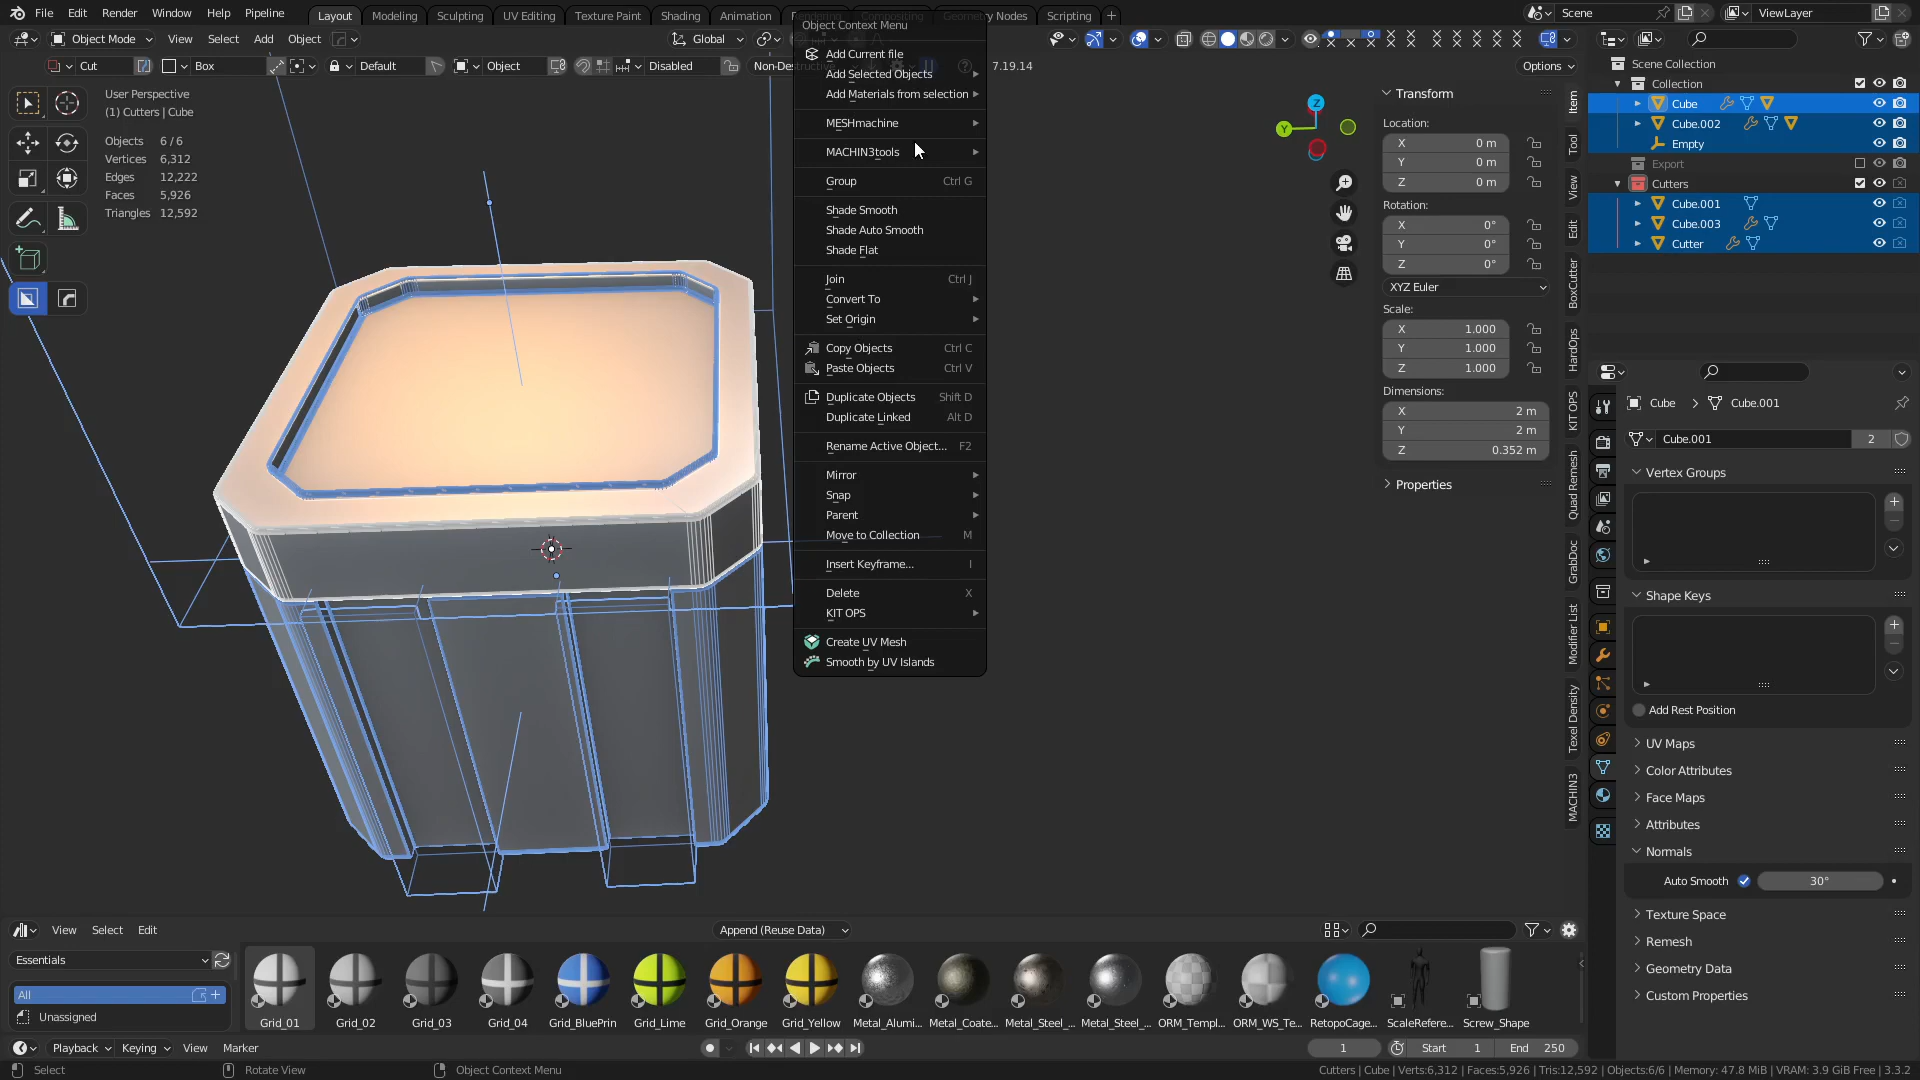 File Edit Render Window Help Pipeline Layout Modeling Sculpting UV Editing Texture Paint Shading Animation Geometry Nodes Scripting + Scene ViewLayer
Object Mode View Select Add Object Global
Cut Box Default Object Disabled Non-Destructive 7.19.14 Options
User Perspective
(1) Cutters | Cube
Objects 6 / 6
Vertices 6,312
Edges 12,222
Faces 5,926
Triangles 12,592
Object Context Menu
Add Current file
Add Selected Objects
Add Materials from selection
MESHmachine
MACHIN3tools
Group Ctrl G
Shade Smooth
Shade Auto Smooth
Shade Flat
Join Ctrl J
Convert To
Set Origin
Copy Objects Ctrl C
Paste Objects Ctrl V
Duplicate Objects Shift D
Duplicate Linked Alt D
Rename Active Object... F2
Mirror
Snap
Parent
Move to Collection M
Insert Keyframe... I
Delete X
KIT OPS
Create UV Mesh
Smooth by UV Islands
Z
Y
Transform
Location:
X 0 m
Y 0 m
Z 0 m
Rotation:
X 0°
Y 0°
Z 0°
XYZ Euler
Scale:
X 1.000
Y 1.000
Z 1.000
Dimensions:
X 2 m
Y 2 m
Z 0.352 m
Properties
Item
Tool
View
Edit
BoxCutter
HardOps
KIT OPS
Quad Remesh
GrabDoc
Modifier List
Texel Density
MACHIN3
Scene Collection
Collection
Cube
Cube.002
Empty
Export
Cutters
Cube.001
Cube.003
Cutter
Cube Cube.001
Cube.001 2
Vertex Groups
Shape Keys
Add Rest Position
UV Maps
Color Attributes
Face Maps
Attributes
Normals
Auto Smooth 30°
Texture Space
Remesh
Geometry Data
Custom Properties
View Select Edit Append (Reuse Data)
Essentials
All
Unassigned
Grid_01 Grid_02 Grid_03 Grid_04 Grid_BluePrin Grid_Lime Grid_Orange Grid_Yellow Metal_Alumi... Metal_Coate... Metal_Steel_... Metal_Steel_... ORM_Templ... ORM_WS_Te... RetopoCage... ScaleRefere... Screw_Shape
Playback Keying View Marker 1 Start 1 End 250
Select Rotate View Object Context Menu Cutters | Cube | Verts:6,312 | Faces:5,926 | Tris:12,592 | Objects:6/6 | Memory: 47.8 MiB | VRAM: 3.9 GiB Free | 3.3.2